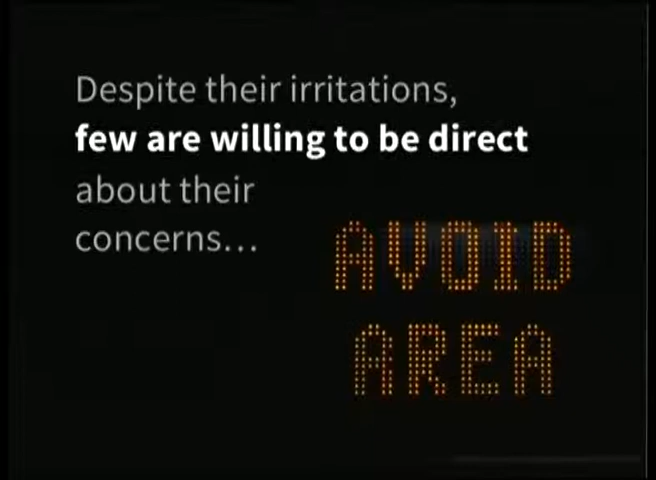 Despite their irritations,
few are willing to be direct
about their
concerns...
AVOID
AREA